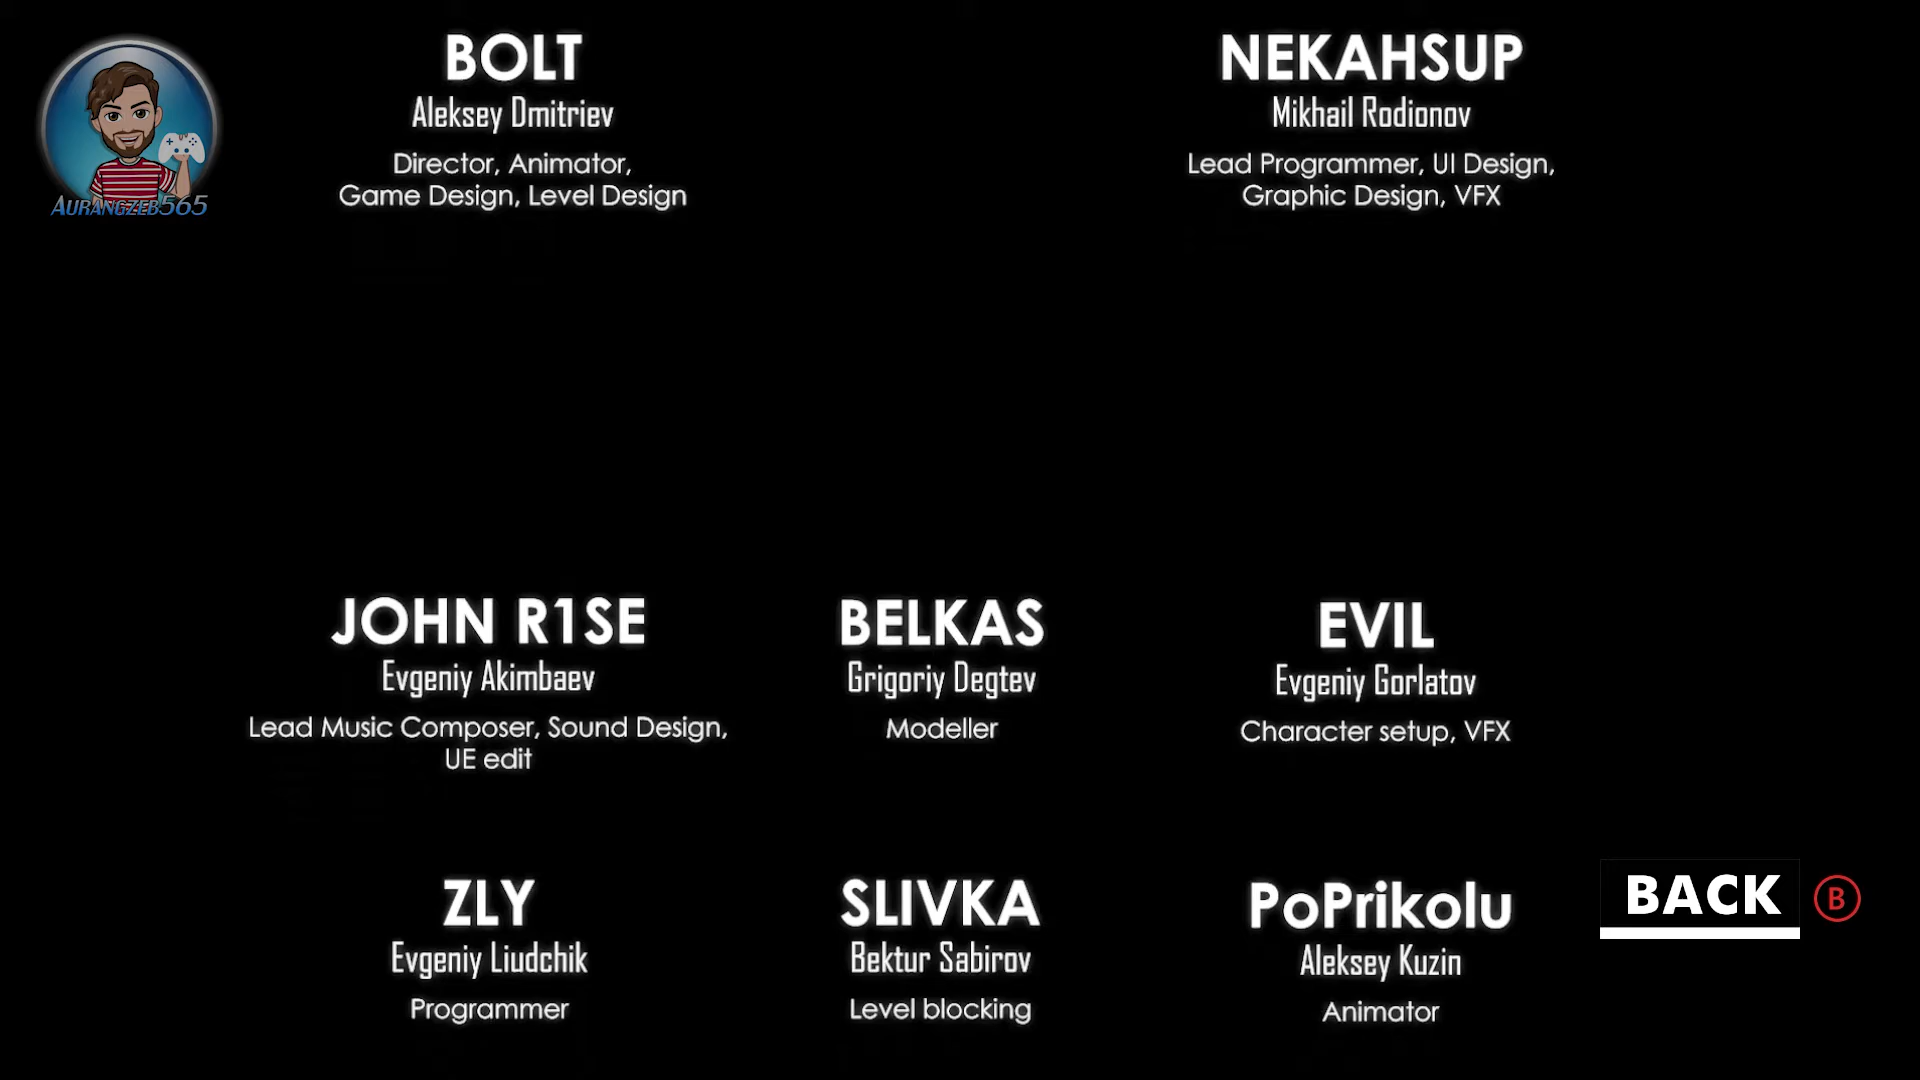 Aurangzeb565
BOLT
Aleksey Dmitriev
Director, Animator,
Game Design, Level Design
NEKAHSUP
Mikhail Rodionov
Lead Programmer, UI Design,
Graphic Design, VFX
JOHN R1SE
Evgeniy Akimbaev
Lead Music Composer, Sound Design,
UE edit
BELKAS
Grigoriy Degtev
Modeller
EVIL
Evgeniy Gorlatov
Character setup, VFX
ZLY
Evgeniy Liudchik
Programmer
SLIVKA
Bektur Sabirov
Level blocking
PoPrikolu
Aleksey Kuzin
Animator
BACK B